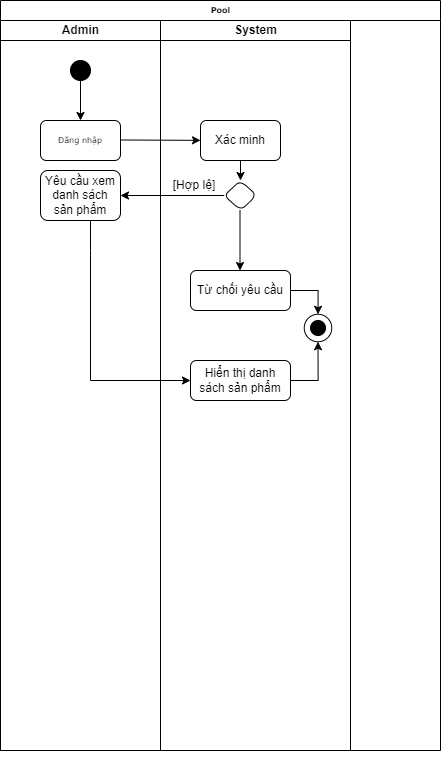 Pool
Admin
System
Đăng nhập
Xác minh
Yêu cầu xem
danh sách
sản phẩm
[Hợp lệ]
Từ chối yêu cầu
Hiển thị danh
sách sản phẩm